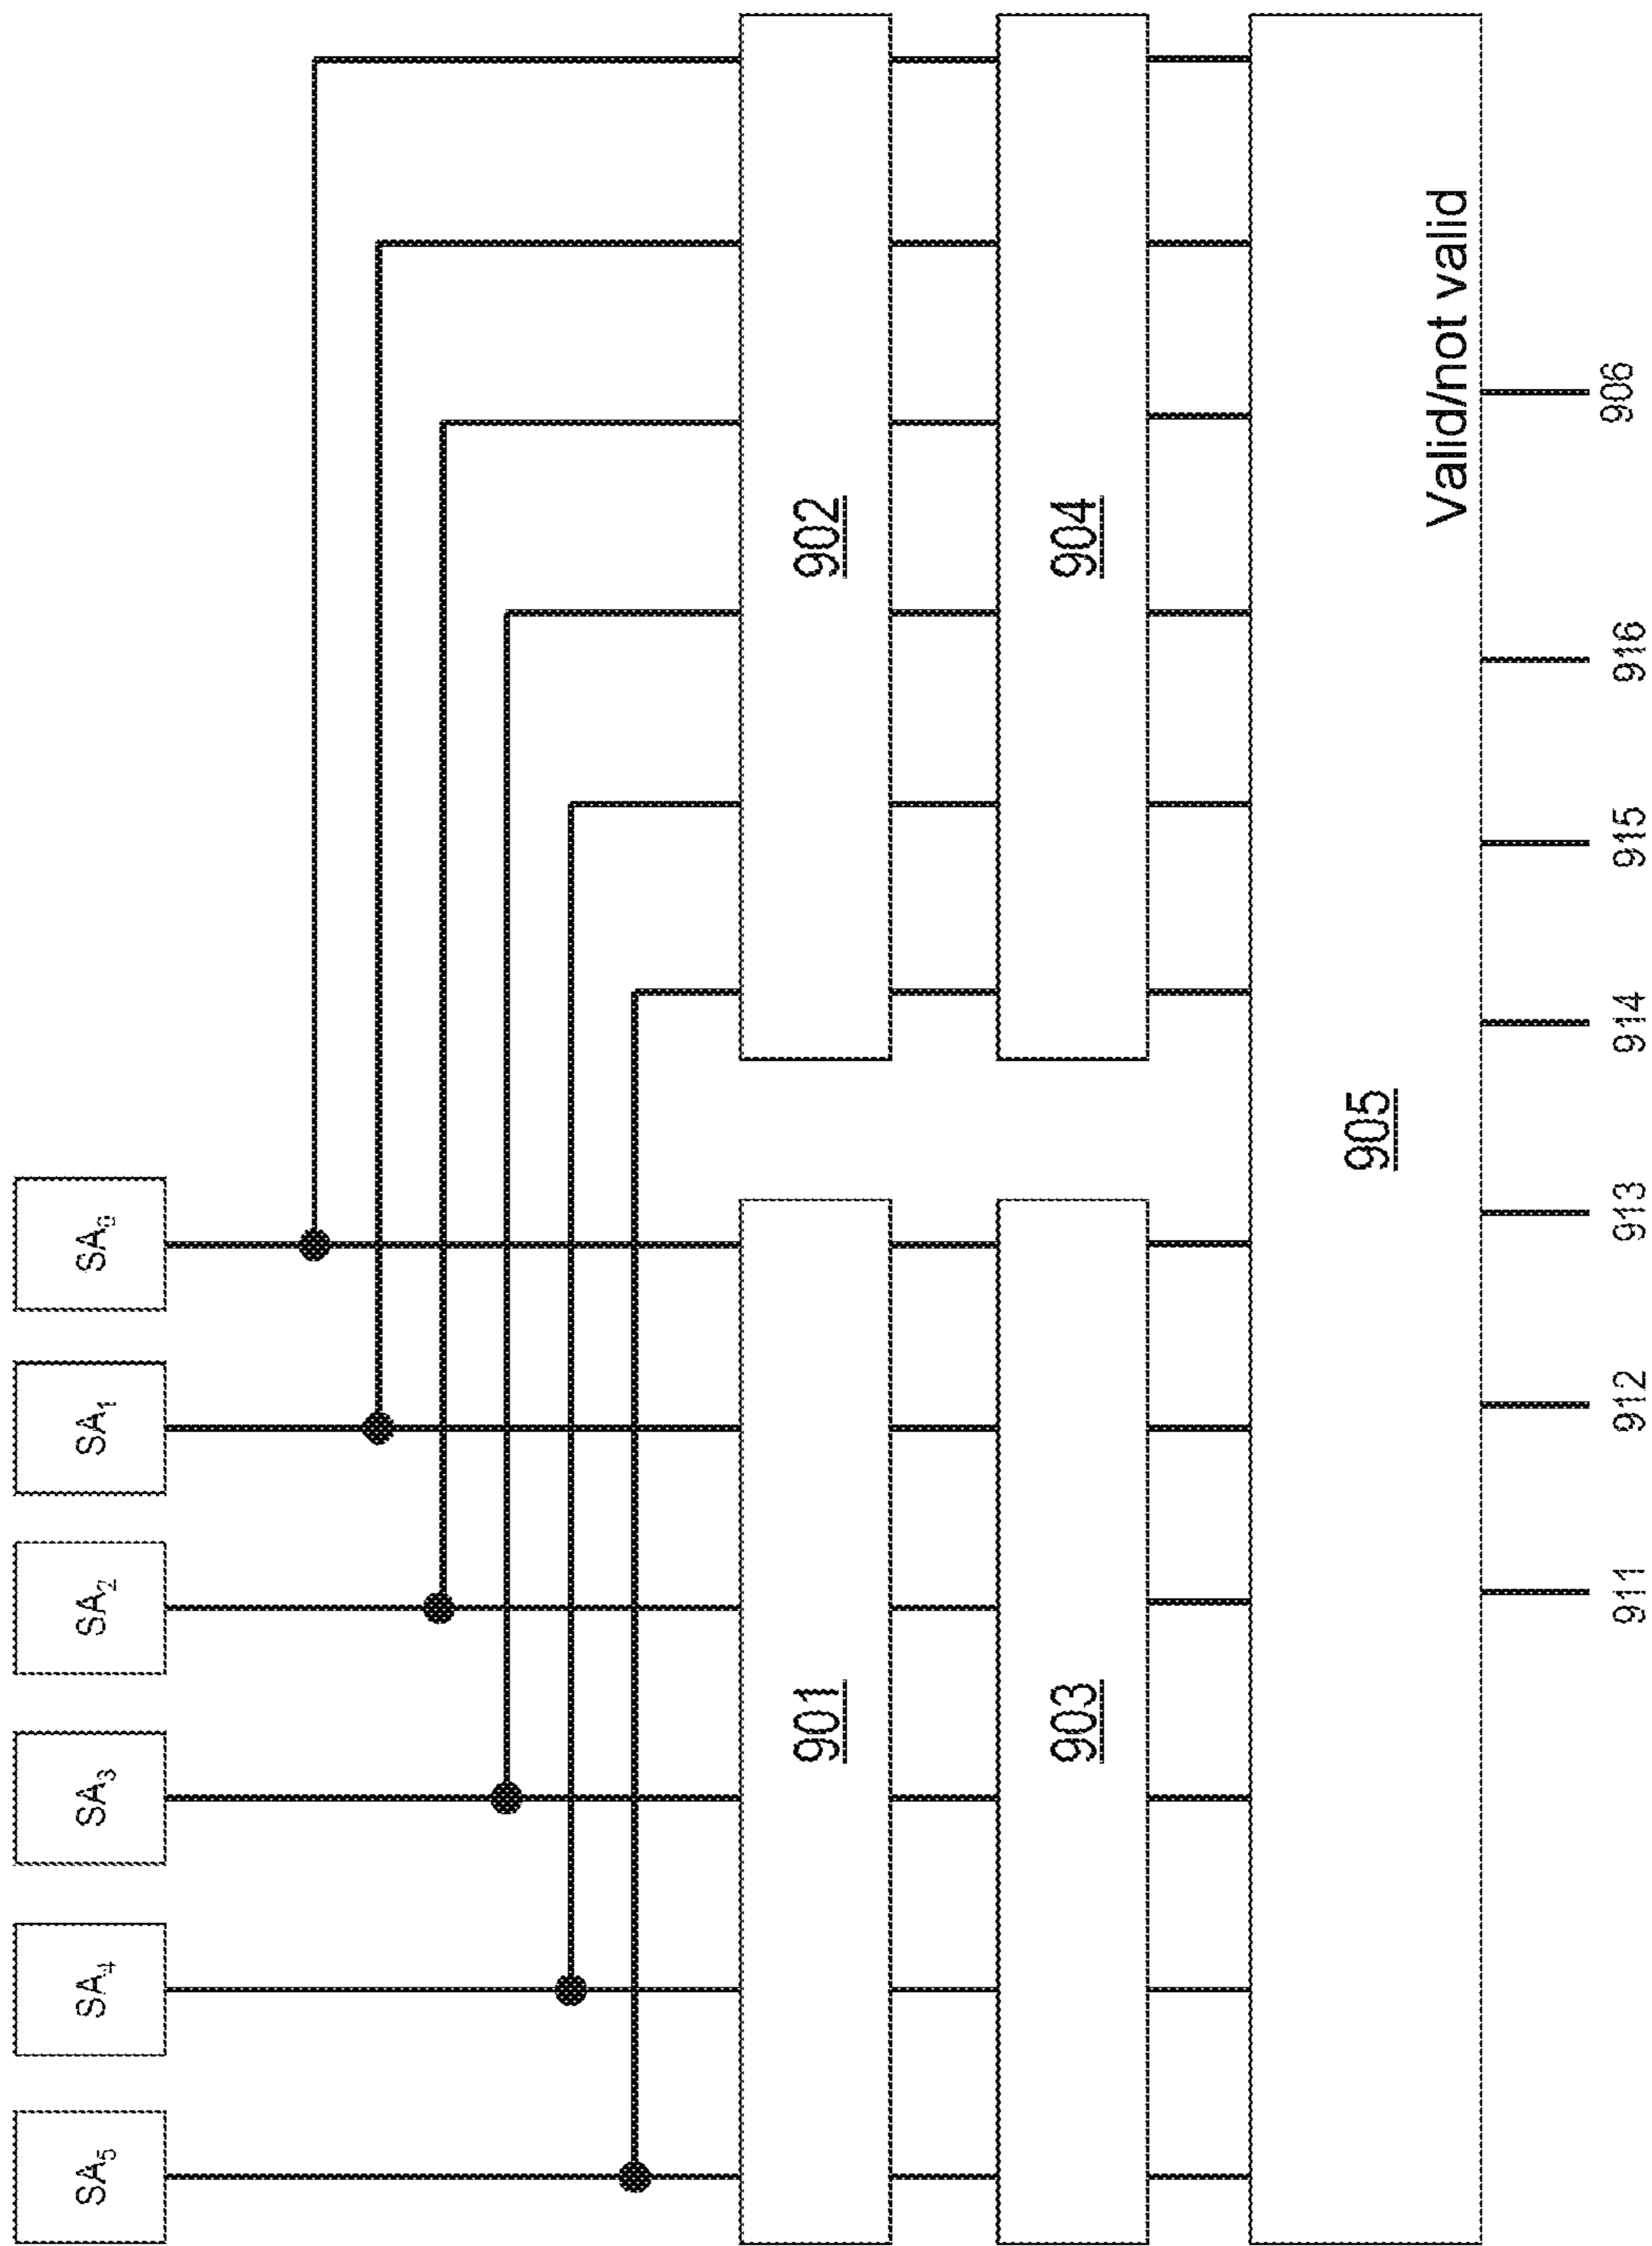 SA₅ SA₄ SA₃ SA₂ SA₁ SA₀
901 902
903 904
905
Valid/not valid
911 912 913 914 915 916 906